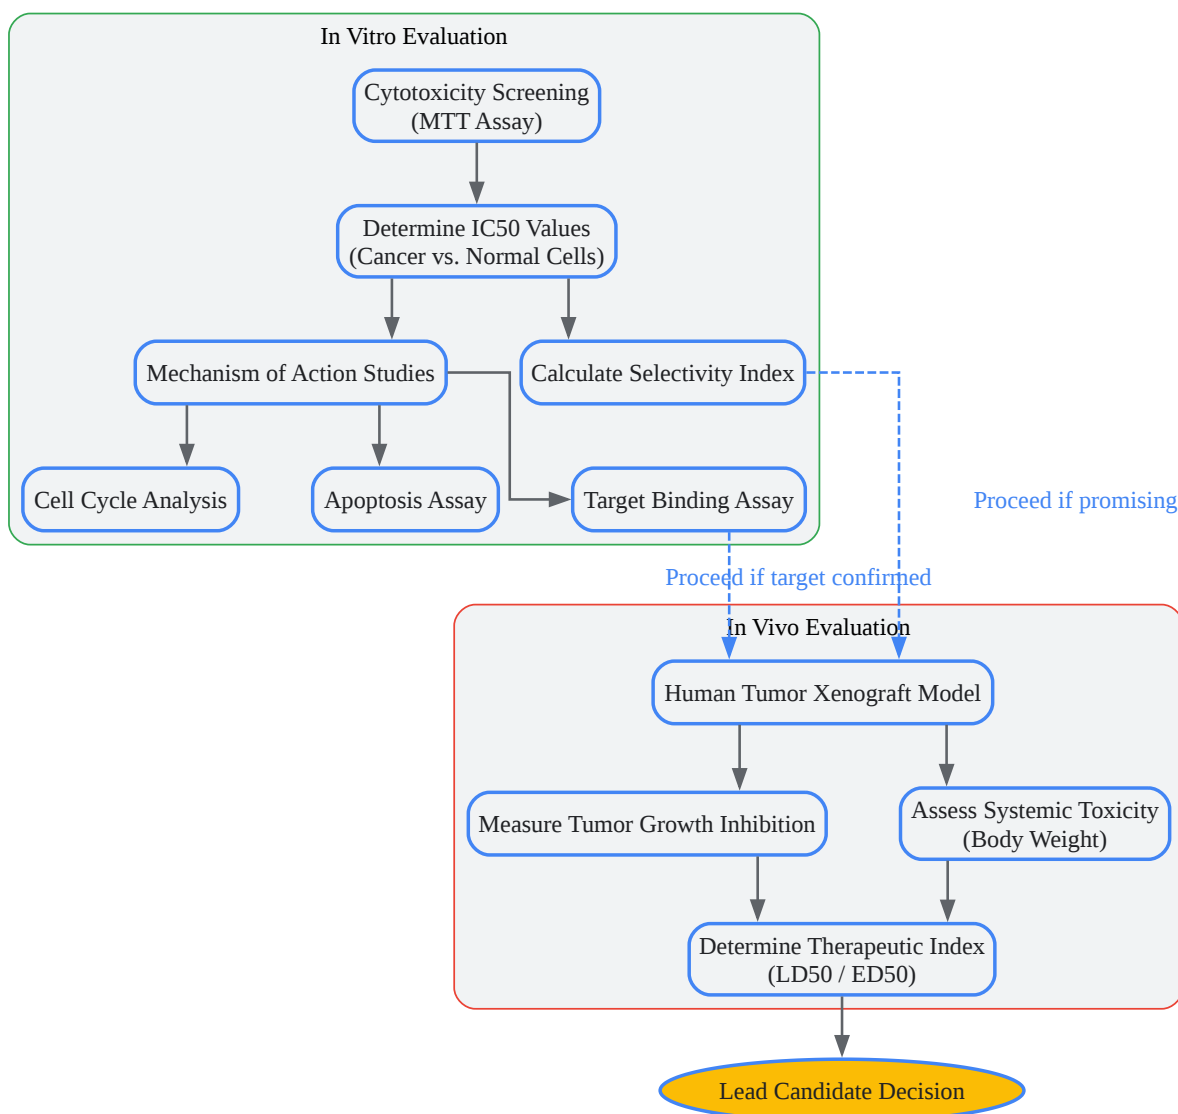 In Vitro Evaluation
Cytotoxicity Screening
(MTT Assay)
Determine IC50 Values
(Cancer vs. Normal Cells)
Mechanism of Action Studies
Calculate Selectivity Index
Cell Cycle Analysis
Apoptosis Assay
Target Binding Assay
Proceed if promising
Proceed if target confirmed
In Vivo Evaluation
Human Tumor Xenograft Model
Measure Tumor Growth Inhibition
Assess Systemic Toxicity
(Body Weight)
Determine Therapeutic Index
(LD50 / ED50)
Lead Candidate Decision